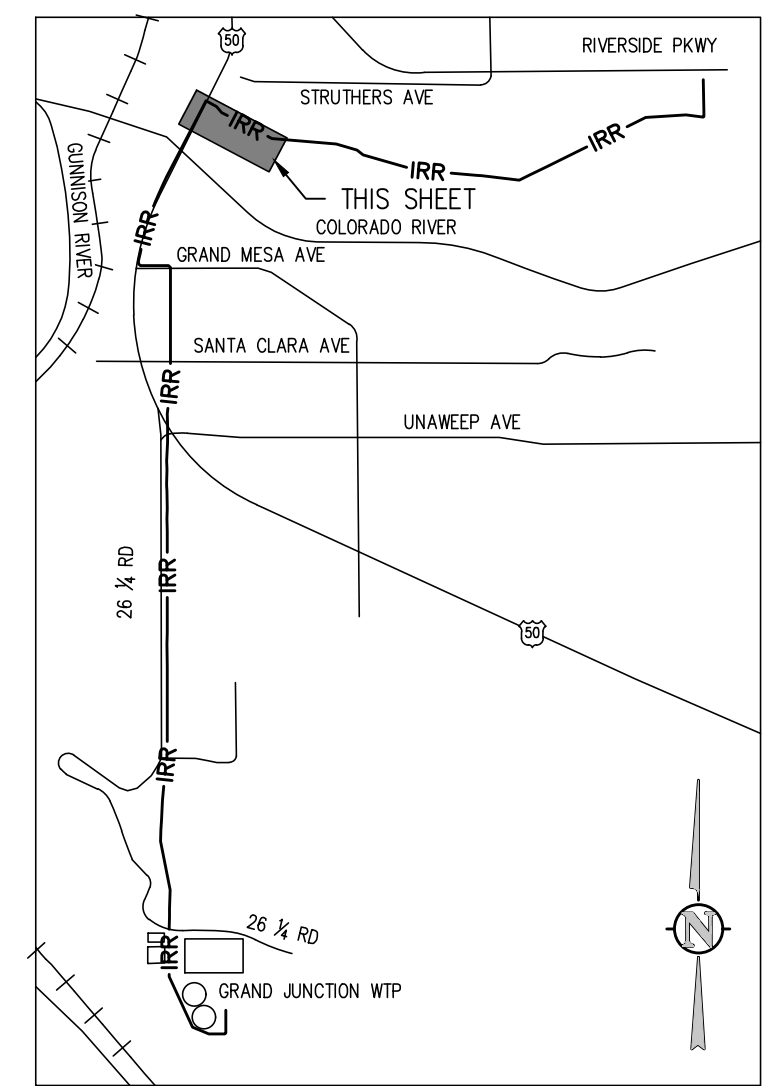 50
RIVERSIDE PKWY
STRUTHERS AVE
IRR
IRR
IRR
GUNNISON RIVER
THIS SHEET
COLORADO RIVER
IRR
GRAND MESA AVE
SANTA CLARA AVE
IRR
UNAWEEP AVE
26 ¼ RD
IRR
50
IRR
26 ¼ RD
N
IRR
GRAND JUNCTION WTP